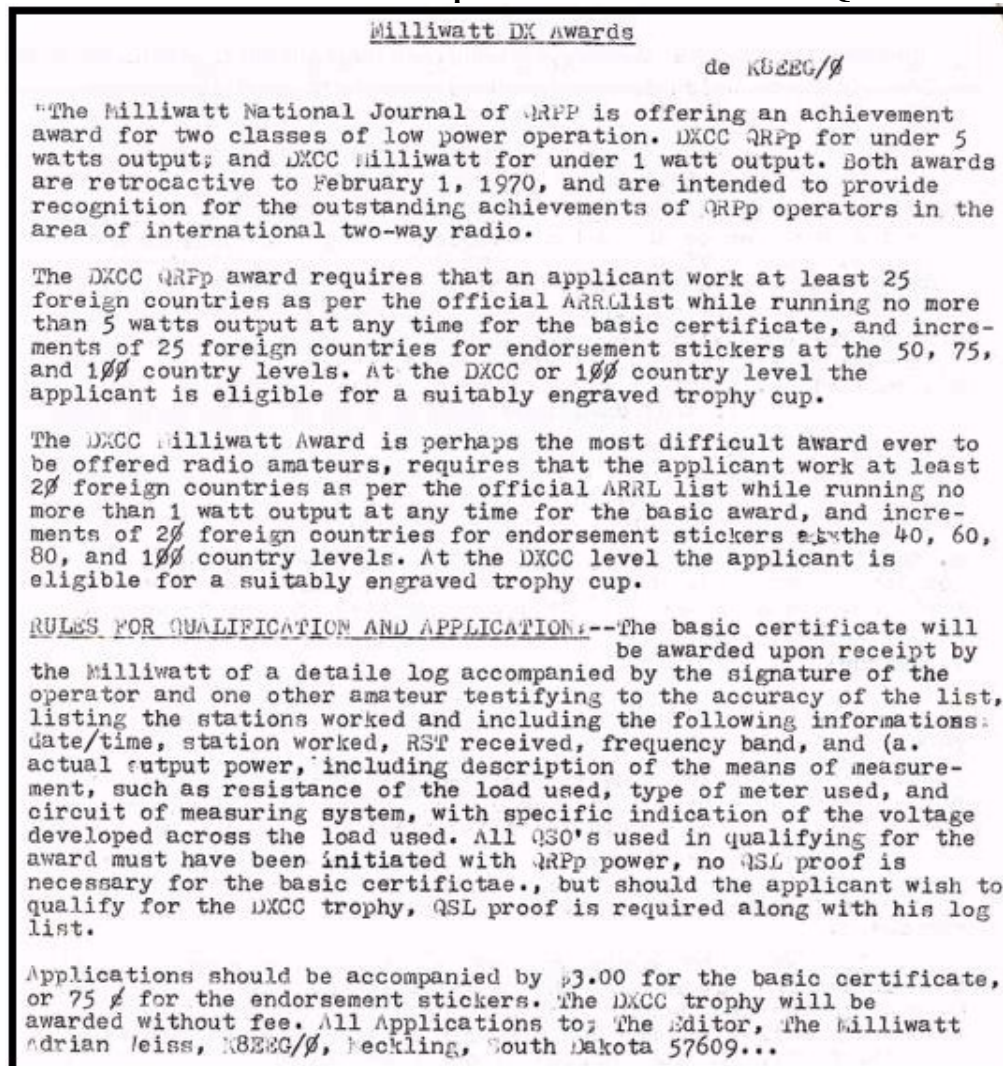 Milliwatt DX Awards
de K8EEG/Ø
"The Milliwatt National Journal of QRPP is offering an achievement
award for two classes of low power operation. DXCC QRPp for under 5
watts output; and DXCC Milliwatt for under 1 watt output. Both awards
are retrocactive to February 1, 1970, and are intended to provide
recognition for the outstanding achievements of QRPp operators in the
area of international two-way radio.
The DXCC QRPp award requires that an applicant work at least 25
foreign countries as per the official ARRLlist while running no more
than 5 watts output at any time for the basic certificate, and incre-
ments of 25 foreign countries for endorsement stickers at the 50, 75,
and 1ØØ country levels. At the DXCC or 1ØØ country level the
applicant is eligible for a suitably engraved trophy cup.
The DXCC Milliwatt Award is perhaps the most difficult award ever to
be offered radio amateurs, requires that the applicant work at least
2Ø foreign countries as per the official ARRL list while running no
more than 1 watt output at any time for the basic award, and incre-
ments of 2Ø foreign countries for endorsement stickers the 40, 60,
80, and 1ØØ country levels. At the DXCC level the applicant is
eligible for a suitably engraved trophy cup.
RULES FOR QUALIFICATION AND APPLICATION:--The basic certificate will
be awarded upon receipt by
the Milliwatt of a detaile log accompanied by the signature of the
operator and one other amateur testifying to the accuracy of the list,
listing the stations worked and including the following informations:
date/time, station worked, RST received, frequency band, and (a.
actual output power, including description of the means of measure-
ment, such as resistance of the load used, type of meter used, and
circuit of measuring system, with specific indication of the voltage
developed across the load used. All QSO's used in qualifying for the
award must have been initiated with QRPp power, no QSL proof is
necessary for the basic certifictae., but should the applicant wish to
qualify for the DXCC trophy, QSL proof is required along with his log
list.
Applications should be accompanied by $3.00 for the basic certificate,
or 75 ¢ for the endorsement stickers. The DXCC trophy will be
awarded without fee. All Applications to; The Editor, The Milliwatt
Adrian Weiss, K8EEG/Ø, Meckling, South Dakota 57609...